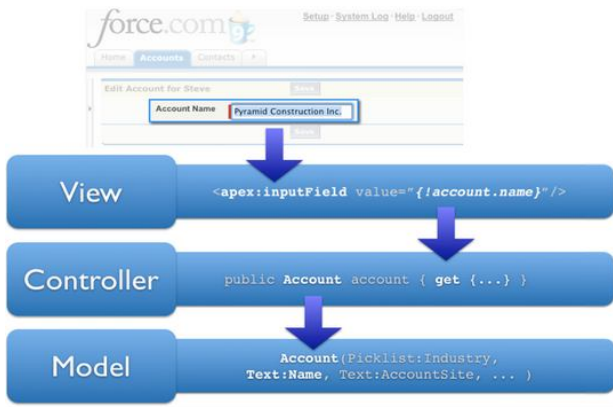 force.com
Setup · System Log · Help · Logout
Home Accounts Contacts
Edit Account for Steve Save
Account Name Pyramid Construction Inc.
Save
View <apex:inputField value="{!account.name}"/>
Controller public Account account { get {...} }
Model Account(Picklist:Industry,
Text:Name, Text:AccountSite, ... )